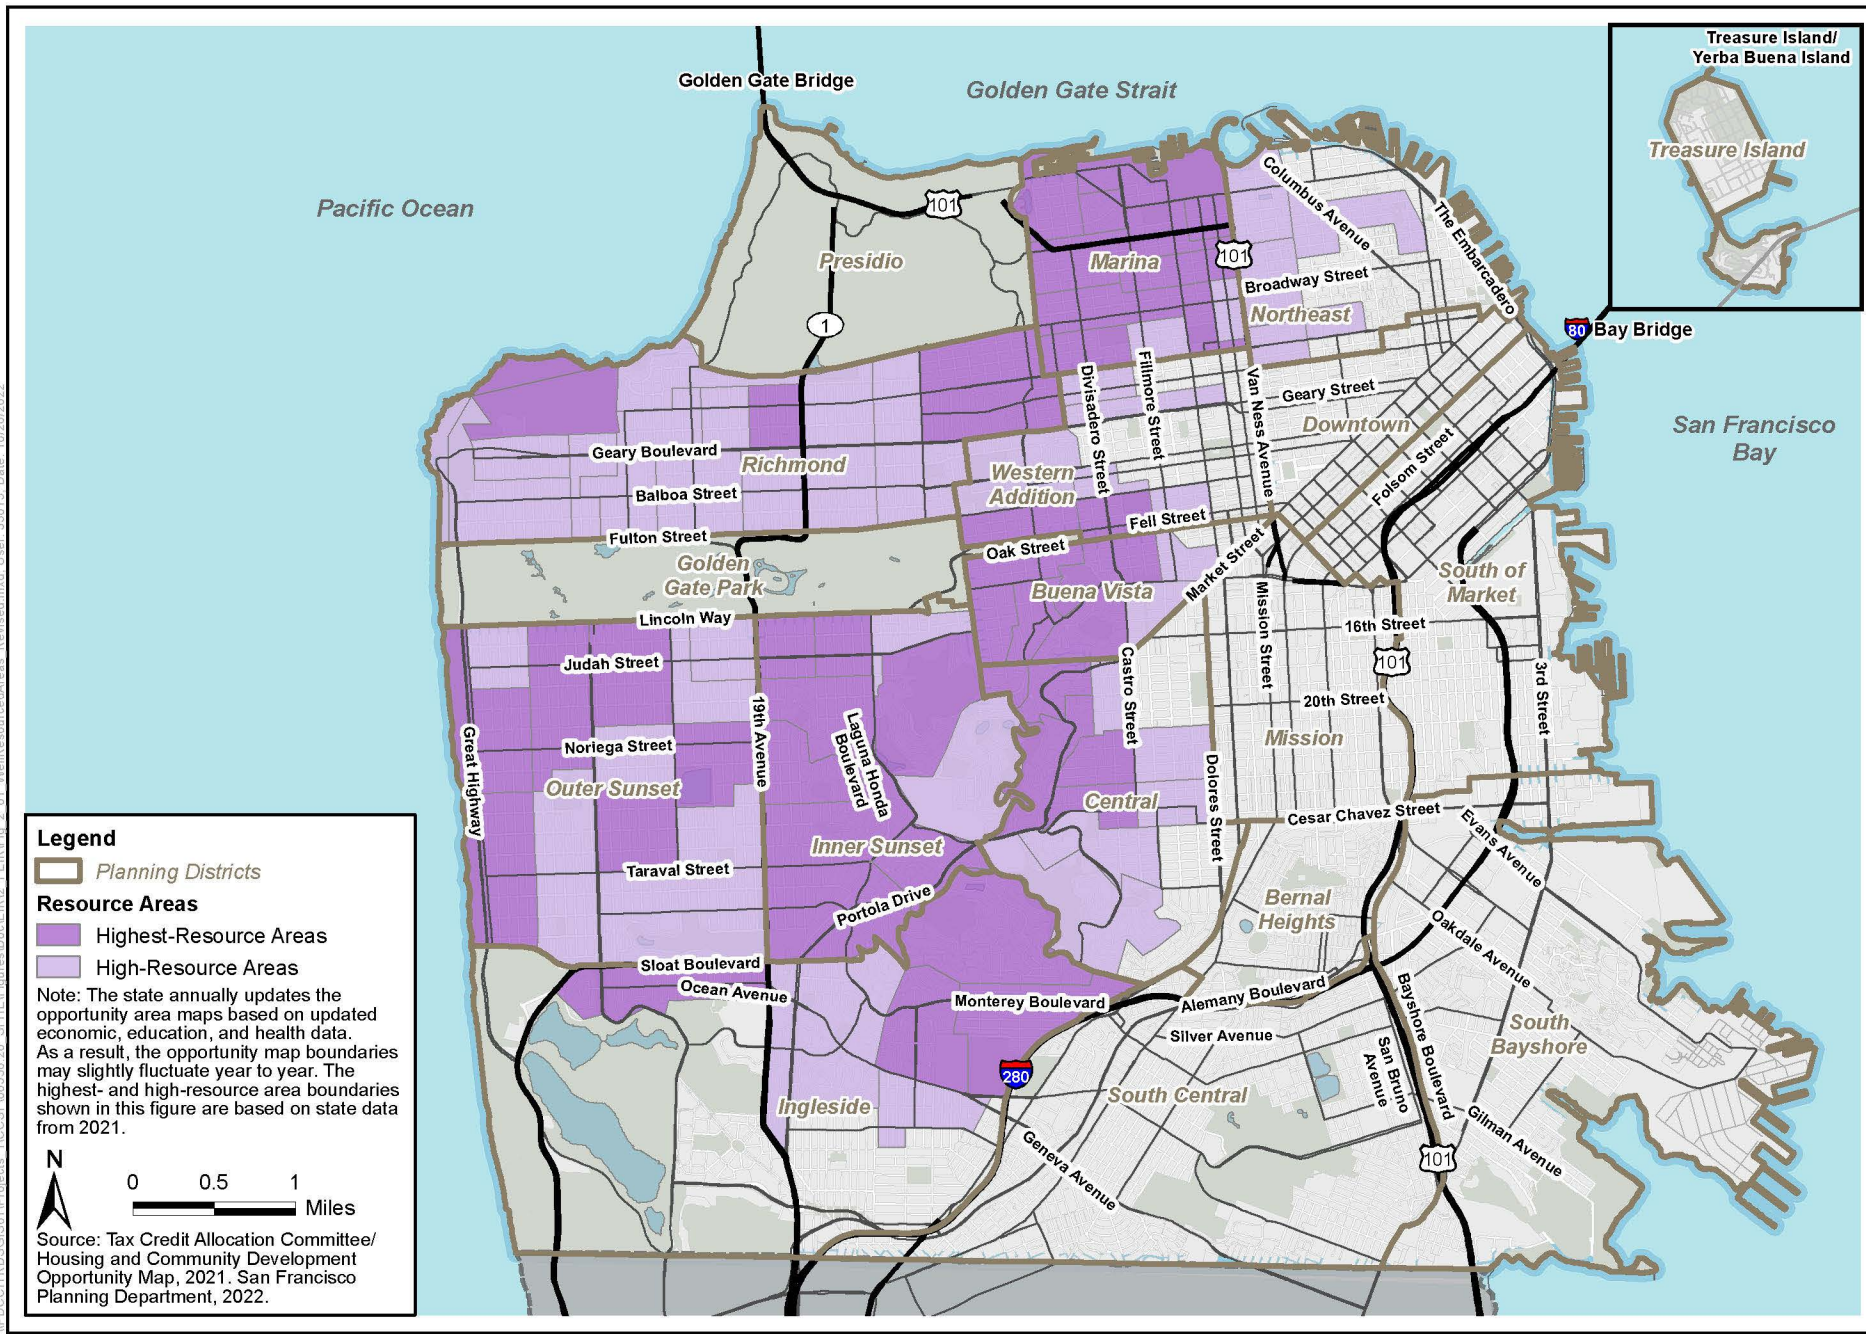 Treasure Island/
Yerba Buena Island
Treasure Island
Golden Gate Bridge
Golden Gate Strait
Pacific Ocean
101
Presidio
1
Marina
101
Columbus Avenue
The Embarcadero
Broadway Street
Northeast
80
Bay Bridge
San Francisco
Bay
Divisadero Street
Fillmore Street
Van Ness Avenue
Geary Street
Downtown
Folsom Street
Geary Boulevard
Richmond
Balboa Street
Western
Addition
Fulton Street
Fell Street
Oak Street
Market Street
Golden
Gate Park
Buena Vista
South of
Market
Lincoln Way
Mission Street
16th Street
Judah Street
Castro Street
101
3rd Street
20th Street
Great Highway
19th Avenue
Laguna Honda
Boulevard
Noriega Street
Mission
Outer Sunset
Dolores Street
Central
Cesar Chavez Street
Evans Avenue
Inner Sunset
Taraval Street
Portola Drive
Bernal
Heights
Oakdale Avenue
Sloat Boulevard
Ocean Avenue
Monterey Boulevard
Alemany Boulevard
Bayshore Boulevard
Silver Avenue
San Bruno
Avenue
South
Bayshore
280
Ingleside
South Central
Geneva Avenue
Gilman Avenue
101
Legend
Planning Districts
Resource Areas
Highest-Resource Areas
High-Resource Areas
Note: The state annually updates the
opportunity area maps based on updated
economic, education, and health data.
As a result, the opportunity map boundaries
may slightly fluctuate year to year. The
highest- and high-resource area boundaries
shown in this figure are based on state data
from 2021.
N
0 0.5 1
Miles
Source: Tax Credit Allocation Committee/
Housing and Community Development
Opportunity Map, 2021. San Francisco
Planning Department, 2022.